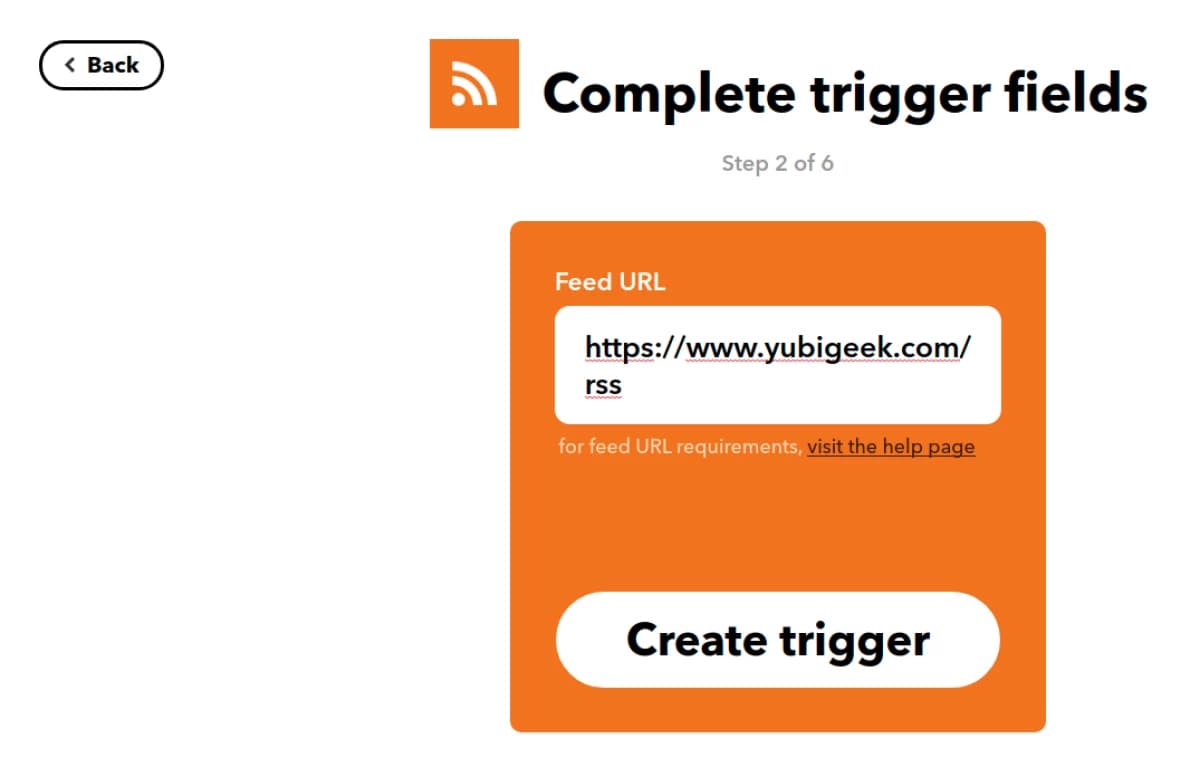 Back
Complete trigger fields
Step 2 of 6
Feed URL
https://www.yubigeek.com/
rss
for feed URL requirements, visit the help page
Create trigger